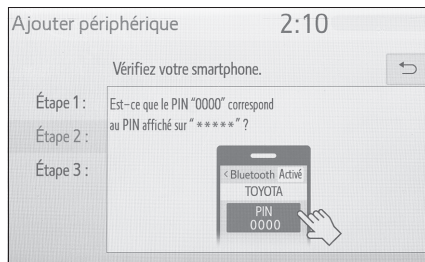 Ajouter périphérique 2:10
Vérifiez votre smartphone.
Étape 1 :
Étape 2 :
Étape 3 :
Est-ce que le PIN “0000” correspond
au PIN affiché sur “ ***** ” ?
< Bluetooth Activé
TOYOTA
PIN
0000